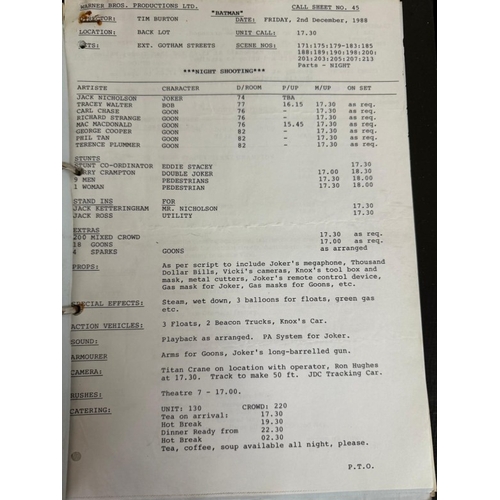 WARNER BROS. PRODUCTIONS LTD. CALL SHEET NO. 45
"BATMAN"
DIRECTOR: TIM BURTON DATE: FRIDAY, 2nd December, 1988
LOCATION: BACK LOT UNIT CALL: 17.30
SETS: EXT. GOTHAM STREETS SCENE NOS: 171:175:179-183:185
188:189:190:198:200:
201:203:205:207:213
Parts - NIGHT
***NIGHT SHOOTING***
ARTISTE CHARACTER D/ROOM P/UP M/UP ON SET
JACK NICHOLSON JOKER 74 TBA
TRACEY WALTER BOB 77 16.15 17.30 as req.
CARL CHASE GOON 76 - 17.30 as req.
RICHARD STRANGE GOON 76 - 17.30 as req.
MAC MACDONALD GOON 76 15.45 17.30 as req.
GEORGE COOPER GOON 82 - 17.30 as req.
PHIL TAN GOON 82 - 17.30 as req.
TERENCE PLUMMER GOON 82 - 17.30 as req.
STUNTS
STUNT CO-ORDINATOR EDDIE STACEY 17.30
GERRY CRAMPTON DOUBLE JOKER 17.00 18.30
9 MEN PEDESTRIANS 17.30 18.00
1 WOMAN PEDESTRIAN 17.30 18.00
STAND INS FOR
JACK KETTERINGHAM MR. NICHOLSON 17.30
JACK ROSS UTILITY 17.30
EXTRAS
200 MIXED CROWD 17.30 as req.
18 GOONS 17.00 as req.
4 SPARKS GOONS as arranged
PROPS: As per script to include Joker's megaphone, Thousand
Dollar Bills, Vicki's cameras, Knox's tool box and
mask, metal cutters, Joker's remote control device,
Gas mask for Joker, Gas masks for Goons, etc.
SPECIAL EFFECTS: Steam, wet down, 3 balloons for floats, green gas
etc.
ACTION VEHICLES: 3 Floats, 2 Beacon Trucks, Knox's Car.
SOUND: Playback as arranged. PA System for Joker.
ARMOURER Arms for Goons, Joker's long-barrelled gun.
CAMERA: Titan Crane on location with operator, Ron Hughes
at 17.30. Track to make 50 ft. JDC Tracking Car.
RUSHES: Theatre 7 - 17.00.
CATERING: UNIT: 130 CROWD: 220
Tea on arrival: 17.30
Hot Break 19.30
Dinner Ready from 22.30
Hot Break 02.30
Tea, coffee, soup available all night, please.
P.T.O.